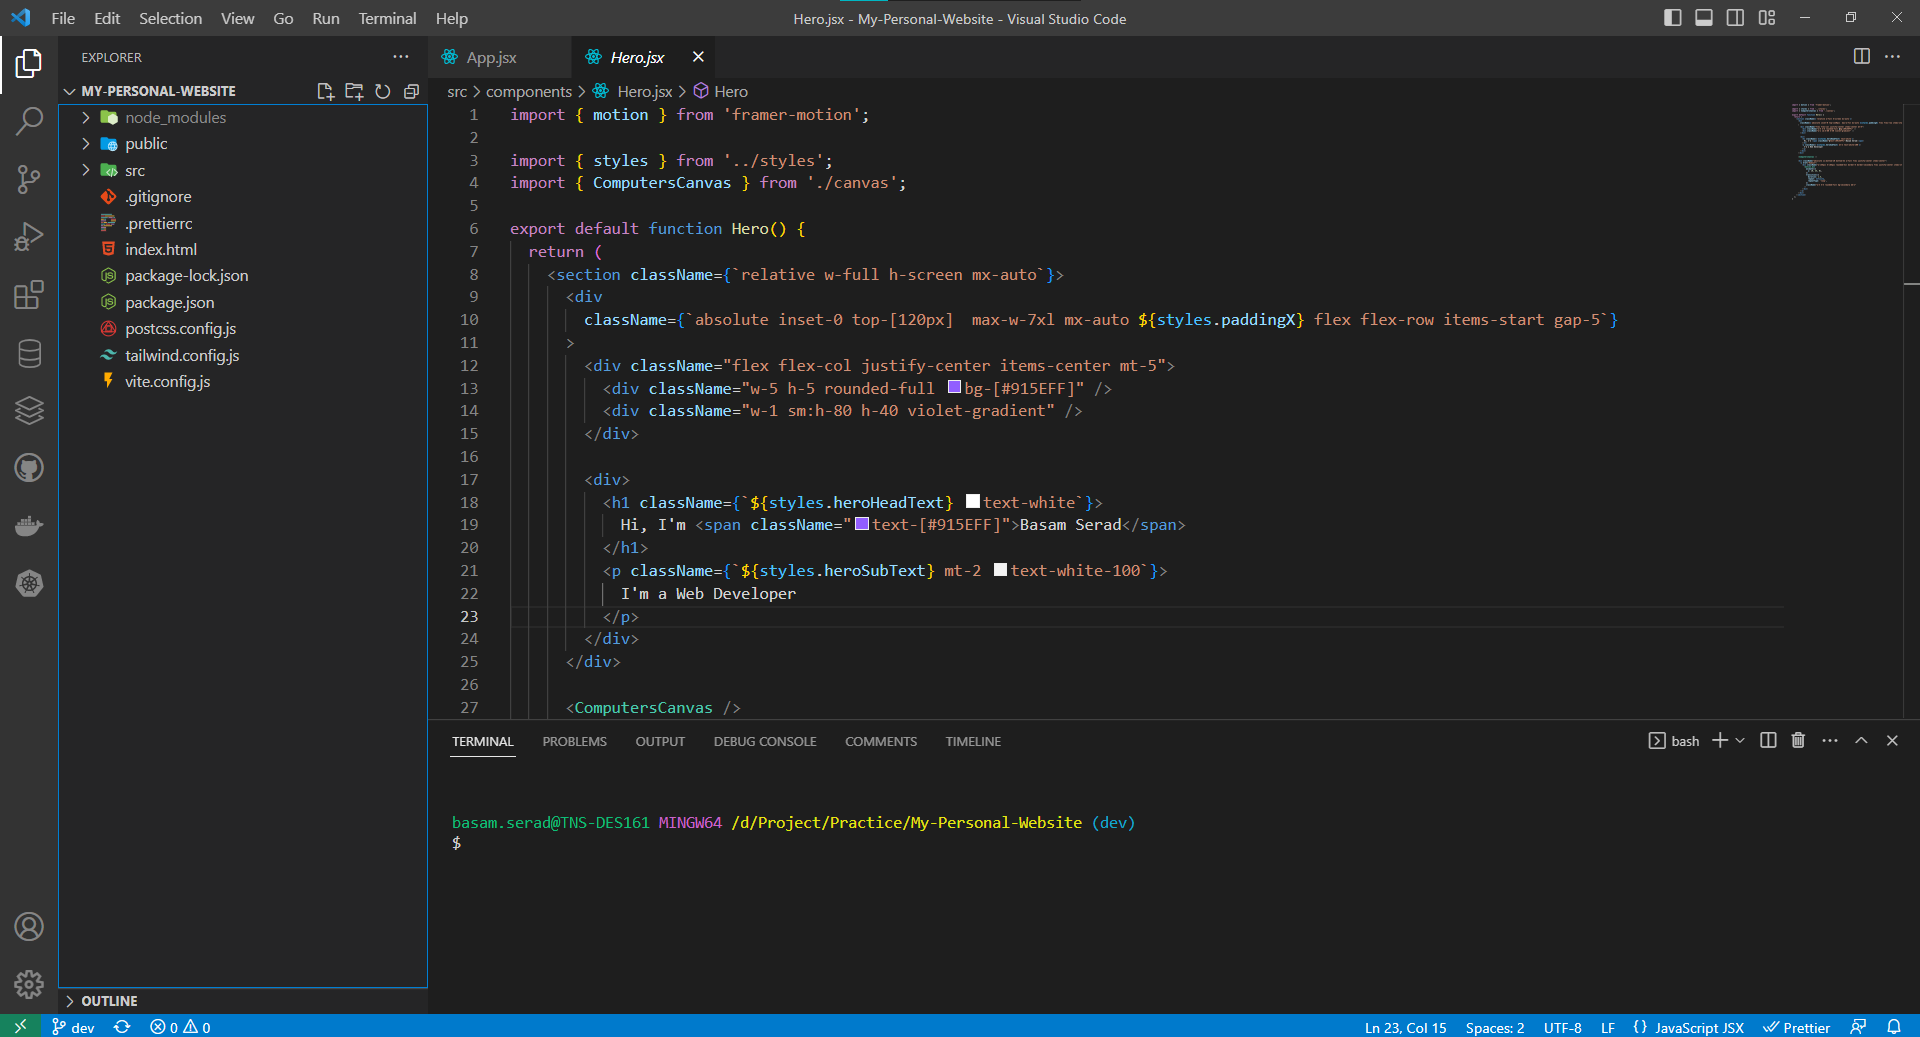 File Edit Selection View Go Run Terminal Help
Hero.jsx - My-Personal-Website - Visual Studio Code
EXPLORER
MY-PERSONAL-WEBSITE
node_modules
public
src
.gitignore
.prettierrc
index.html
package-lock.json
package.json
postcss.config.js
tailwind.config.js
vite.config.js
OUTLINE
App.jsx
Hero.jsx
src > components > Hero.jsx > Hero
1 import { motion } from 'framer-motion';
2
3 import { styles } from '../styles';
4 import { ComputersCanvas } from './canvas';
5
6 export default function Hero() {
7 return (
8 <section className={`relative w-full h-screen mx-auto`}>
9 <div
10 className={`absolute inset-0 top-[120px]  max-w-7xl mx-auto ${styles.paddingX} flex flex-row items-start gap-5`}
11 >
12 <div className="flex flex-col justify-center items-center mt-5">
13 <div className="w-5 h-5 rounded-full bg-[#915EFF]" />
14 <div className="w-1 sm:h-80 h-40 violet-gradient" />
15 </div>
16
17 <div>
18 <h1 className={`${styles.heroHeadText} text-white`}>
19 Hi, I'm <span className="text-[#915EFF]">Basam Serad</span>
20 </h1>
21 <p className={`${styles.heroSubText} mt-2 text-white-100`}>
22 I'm a Web Developer
23 </p>
24 </div>
25 </div>
26
27 <ComputersCanvas />
TERMINAL PROBLEMS OUTPUT DEBUG CONSOLE COMMENTS TIMELINE
bash
basam.serad@TNS-DES161 MINGW64 /d/Project/Practice/My-Personal-Website (dev)
$
dev 0 0 Ln 23, Col 15 Spaces: 2 UTF-8 LF {} JavaScript JSX Prettier